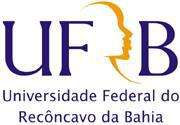 UFRB
Universidade Federal do
Recôncavo da Bahia